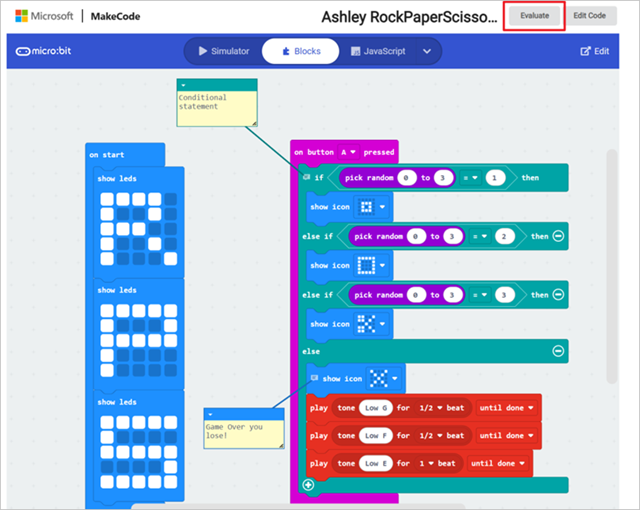 Microsoft | MakeCode
Ashley RockPaperScisso...
Evaluate
Edit Code
micro:bit
Simulator
Blocks
JavaScript
Edit
Conditional
statement
on start
show leds
show leds
show leds
on button A pressed
if pick random 0 to 3 = 1 then
show icon
else if pick random 0 to 3 = 2 then
show icon
else if pick random 0 to 3 = 3 then
show icon
else
show icon
Game Over you
lose!
play tone Low G for 1/2 beat until done
play tone Low F for 1/2 beat until done
play tone Low E for 1 beat until done